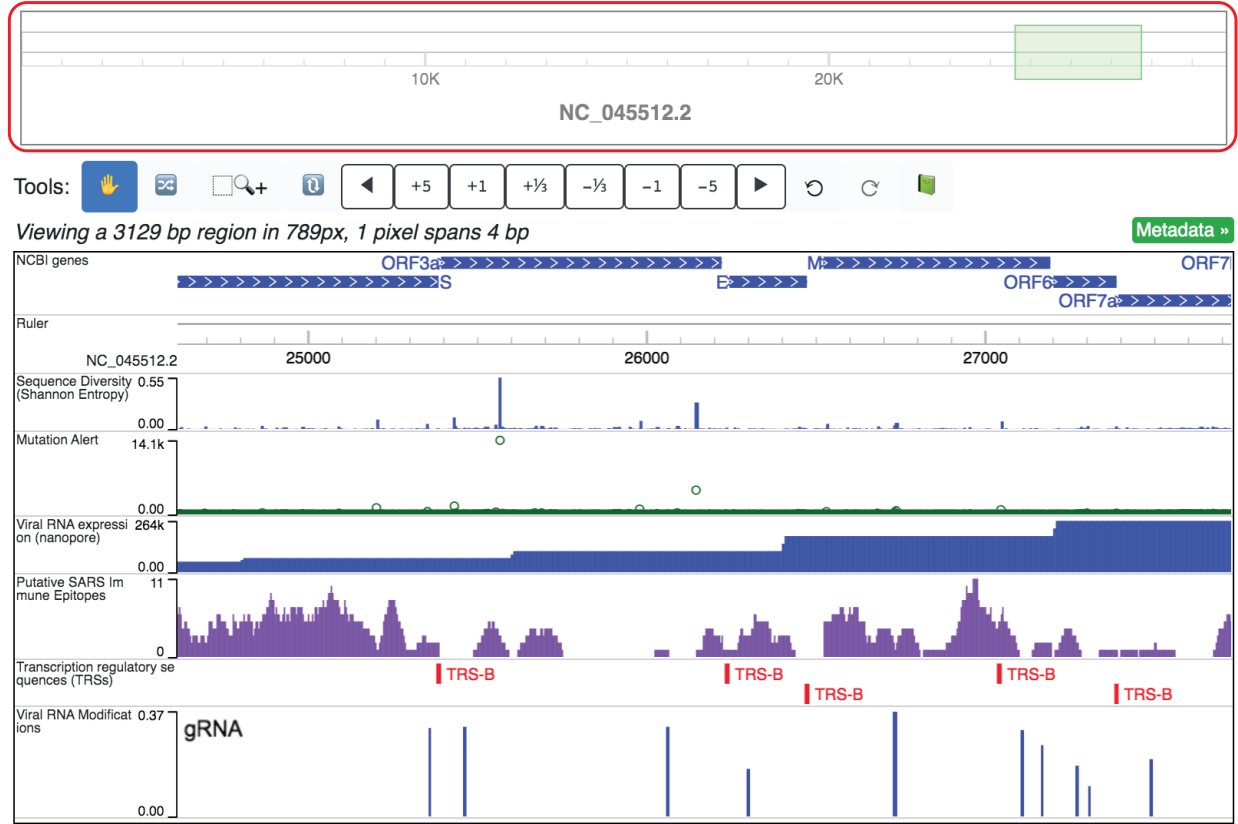 10K 20K
NC_045512.2
Tools: +5 +1 +⅓ -⅓ -1 -5
Viewing a 3129 bp region in 789px, 1 pixel spans 4 bp
Metadata »
NCBI genes
ORF3a M ORF7
S E ORF6
ORF7a
Ruler
NC_045512.2 25000 26000 27000
Sequence Diversity 0.55
(Shannon Entropy)
0.00
Mutation Alert 14.1k
0.00
Viral RNA expressi 264k
on (nanopore)
0.00
Putative SARS Im 11
mune Epitopes
0
Transcription regulatory se TRS-B TRS-B TRS-B
quences (TRSs)
TRS-B TRS-B
Viral RNA Modificat 0.37
ions gRNA
0.00